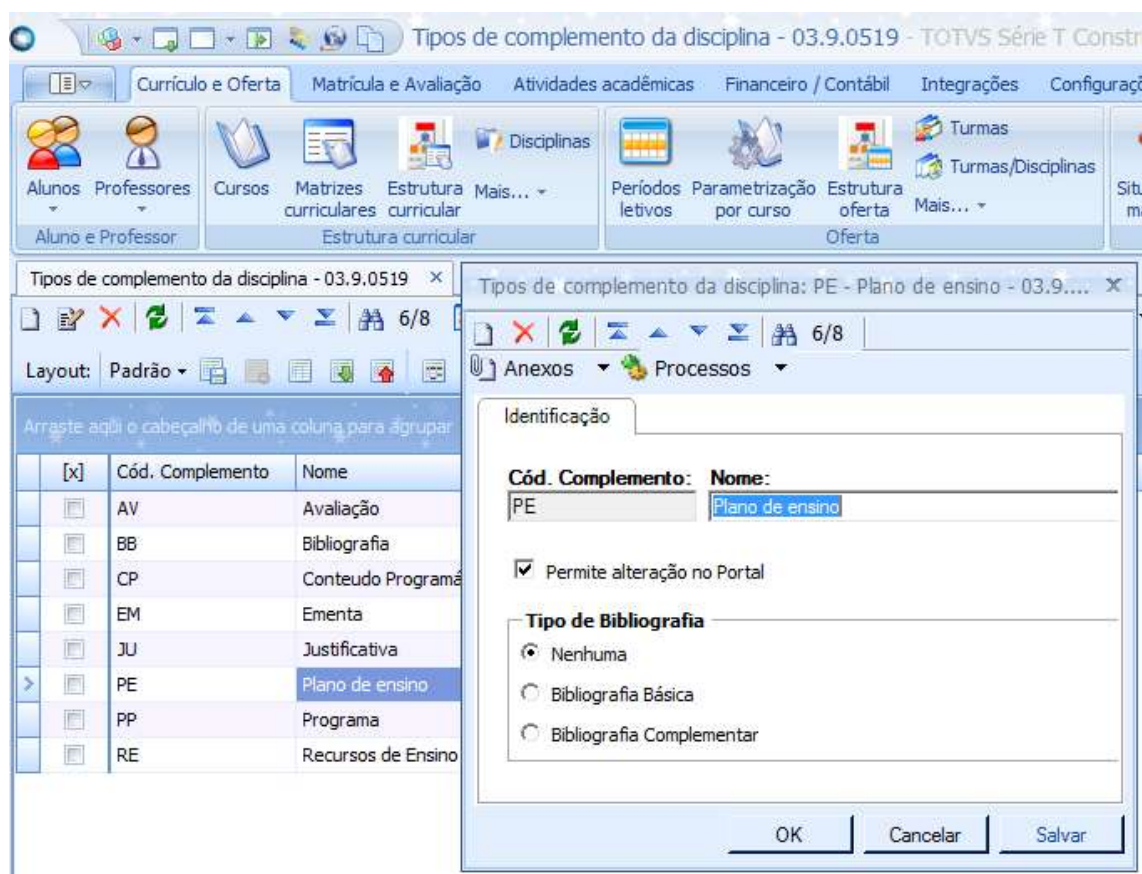 Tipos de complemento da disciplina - 03.9.0519 - TOTVS Série T Constr
Currículo e Oferta Matrícula e Avaliação Atividades acadêmicas Financeiro / Contábil Integrações Configuraç
Alunos Professores Cursos Matrizes curriculares Estrutura curricular Disciplinas Mais... Períodos letivos Parametrização por curso Estrutura oferta Turmas Turmas/Disciplinas Mais... Situ m
Aluno e Professor Estrutura curricular Oferta
Tipos de complemento da disciplina - 03.9.0519
6/8
Layout: Padrão
Arraste aqui o cabeçalho de uma coluna para agrupar
[x] Cód. Complemento Nome
AV Avaliação
BB Bibliografia
CP Conteudo Programá
EM Ementa
JU Justificativa
PE Plano de ensino
PP Programa
RE Recursos de Ensino
Tipos de complemento da disciplina: PE - Plano de ensino - 03.9....
6/8
Anexos Processos
Identificação
Cód. Complemento: Nome:
PE Plano de ensino
Permite alteração no Portal
Tipo de Bibliografia
Nenhuma
Bibliografia Básica
Bibliografia Complementar
OK Cancelar Salvar